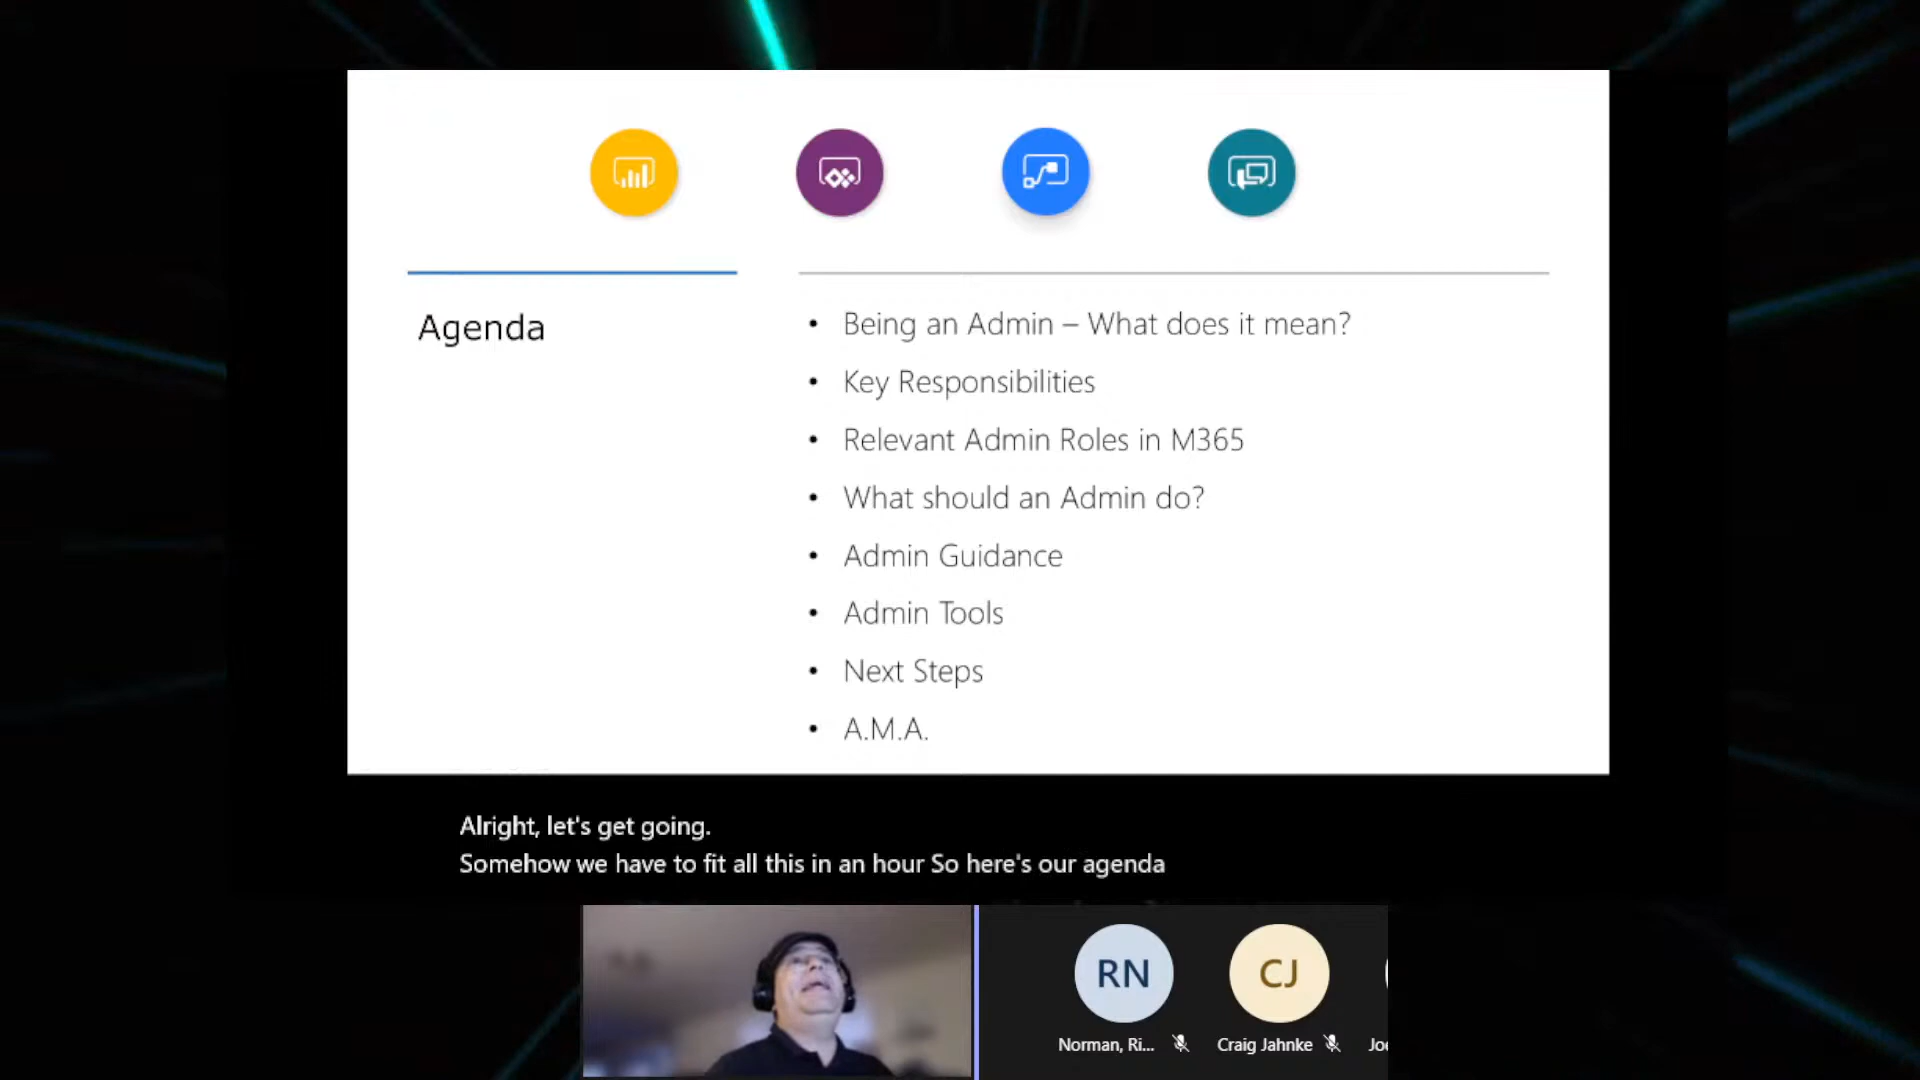 Agenda
• Being an Admin – What does it mean?
• Key Responsibilities
• Relevant Admin Roles in M365
• What should an Admin do?
• Admin Guidance
• Admin Tools
• Next Steps
• A.M.A.
Alright, let's get going.
Somehow we have to fit all this in an hour So here's our agenda
RN CJ
Norman, Ri... Craig Jahnke